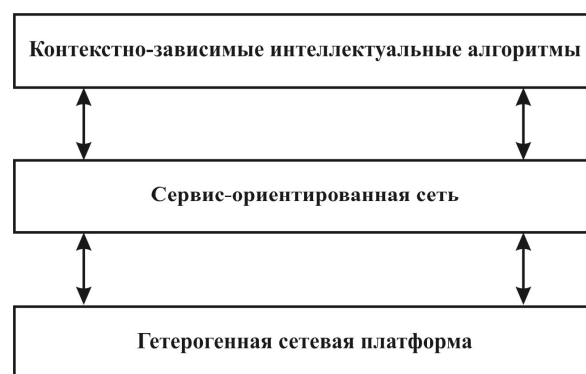 Контекстно-зависимые интеллектуальные алгоритмы
Сервис-ориентированная сеть
Гетерогенная сетевая платформа